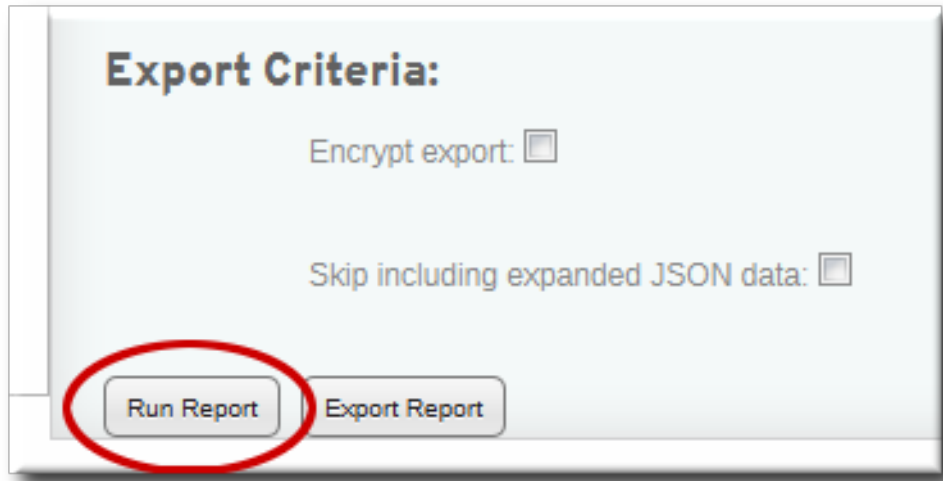 Export Criteria:
Encrypt export:
Skip including expanded JSON data:
Run Report Export Report